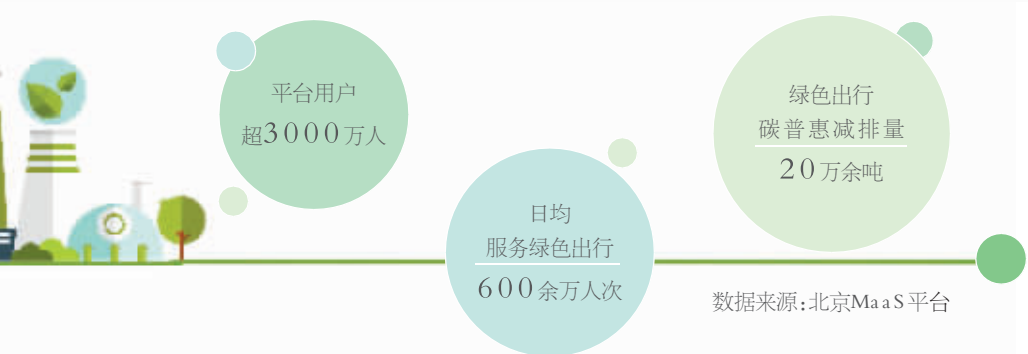 平台用户
超3000万人
日均
服务绿色出行
600余万人次
绿色出行
碳普惠减排量
20万余吨
数据来源:北京MaaS平台